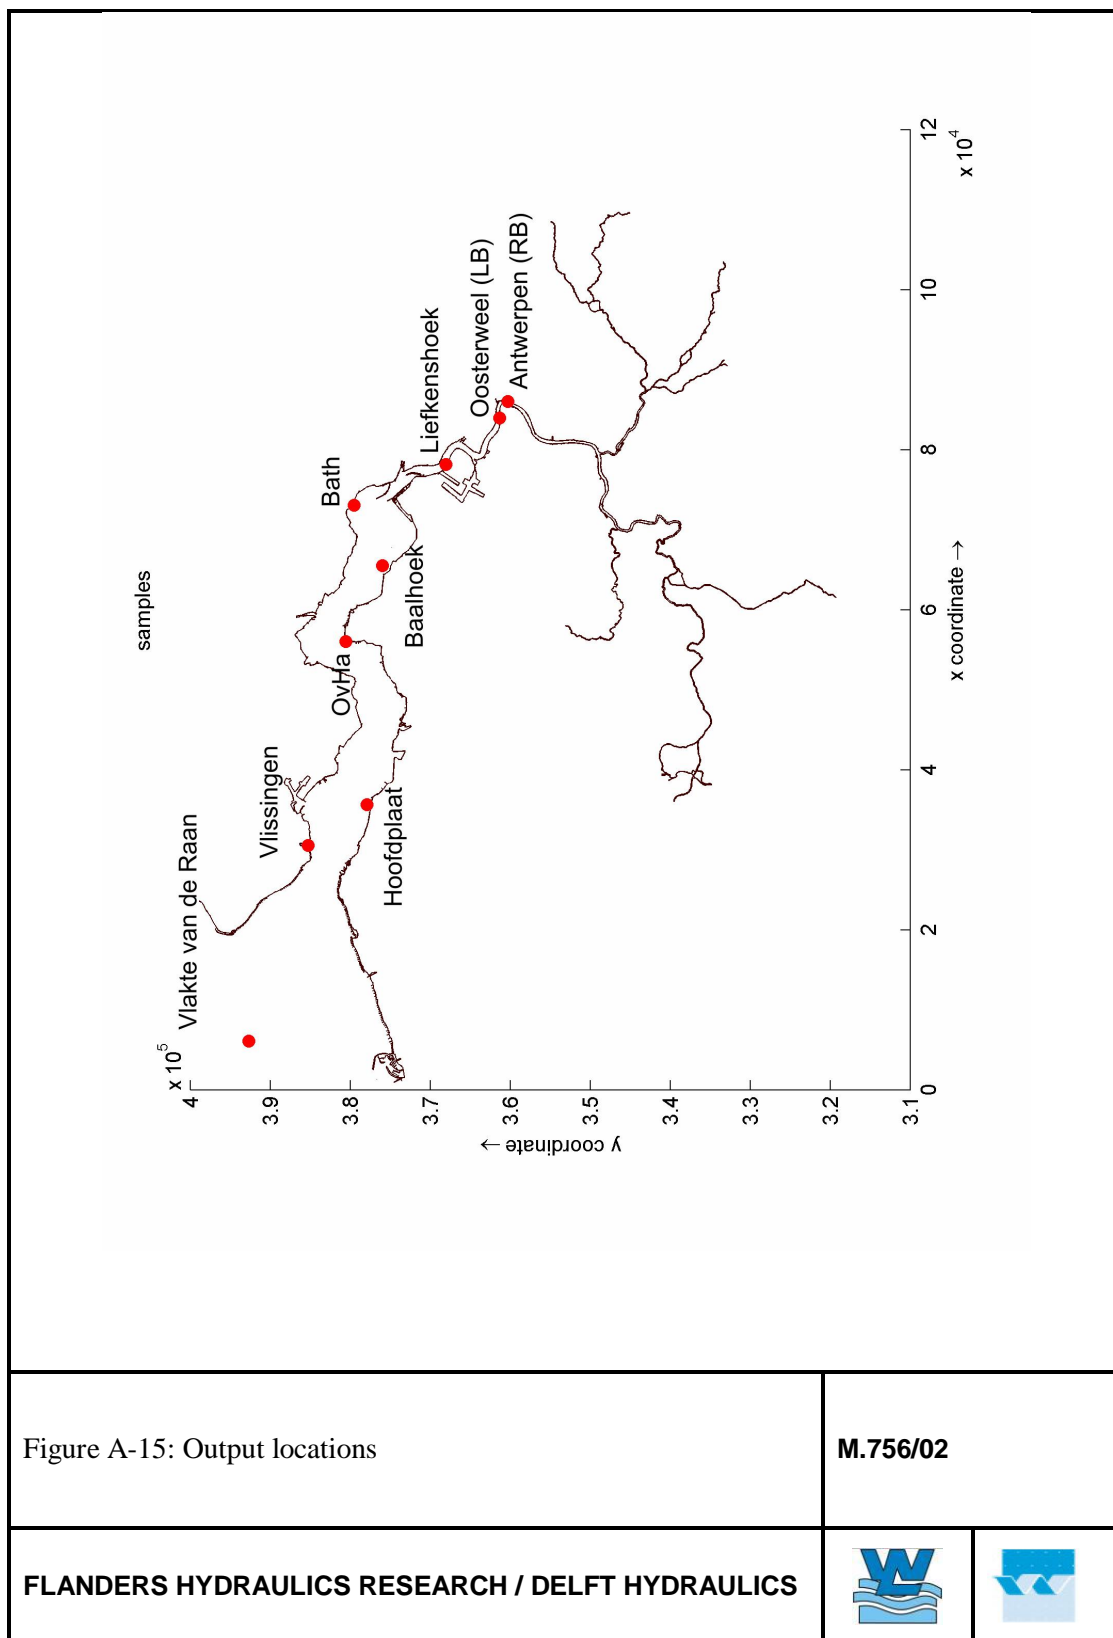 samples
x 10^5
4
3.9
3.8
3.7
3.6
3.5
3.4
3.3
3.2
3.1
y coordinate →
0
2
4
6
8
10
12
x 10^4
x coordinate →
Vlakte van de Raan
Vlissingen
Hoofdplaat
OvHa
Baalhoek
Bath
Liefkenshoek
Oosterweel (LB)
Antwerpen (RB)
Figure A-15: Output locations
M.756/02
FLANDERS HYDRAULICS RESEARCH / DELFT HYDRAULICS
WL